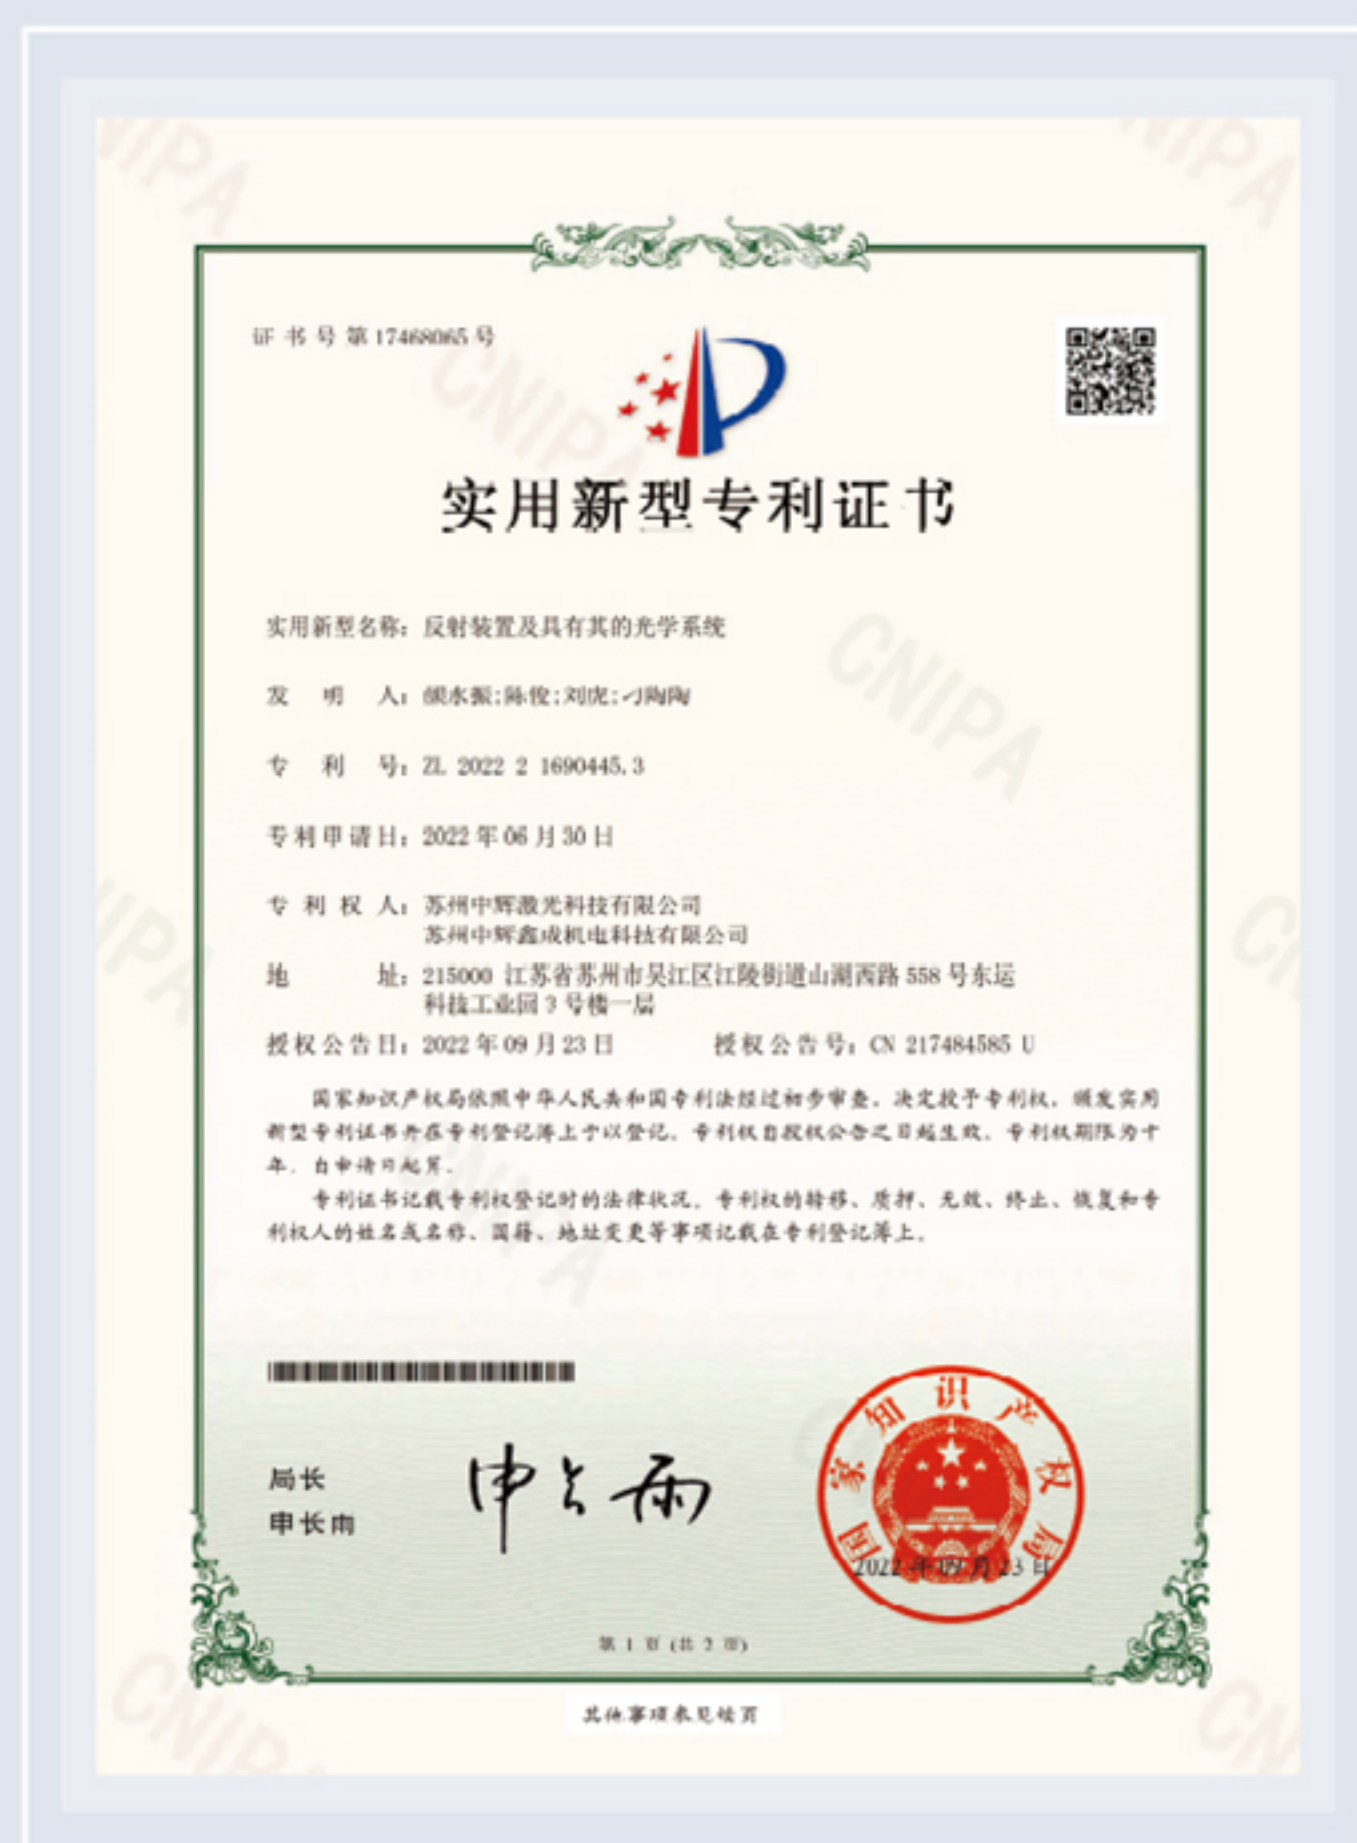 证书号第17468065号
实用新型专利证书
实用新型名称：反射装置及具有其的光学系统
发明人：水振;陈俊;刘虎;刁陶陶
专利号：ZL 2022 2 1690445.3
专利申请日：2022年06月30日
专利权人：苏州中辉激光科技有限公司
苏州中辉鑫成机电科技有限公司
地址：215000 江苏省苏州市吴江区江陵街道山湖西路558号东运
科技工业园3号楼一层
授权公告日：2022年09月23日 授权公告号：CN 217484585 U
国家知识产权局依照中华人民共和国专利法经过初步审查，决定授予专利权，颁发实用
新型专利证书并在专利登记簿上予以登记。专利权自授权公告之日起生效。专利权期限为十
年，自申请日起算。
专利证书记载专利权登记时的法律状况。专利权的转移、质押、无效、终止、恢复和专
利权人的姓名或名称、国籍、地址变更等事项记载在专利登记簿上。
局长
申长雨
申长雨
国家知识产权局
2022年09月23日
第 1 页 (共 2 页)
其他事项参见续页
CNIPA
CNIPA
CNIPA